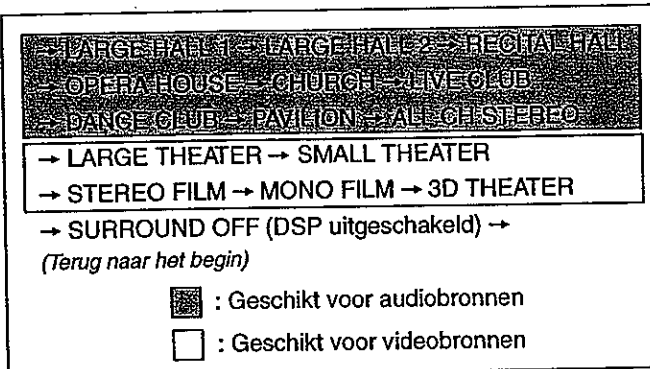 → LARGE HALL 1 → LARGE HALL 2 → RECITAL HALL
→ OPERA HOUSE → CHURCH → LIVE CLUB
→ DANCE CLUB → PAVILION → ALL CH STEREO
→ LARGE THEATER → SMALL THEATER
→ STEREO FILM → MONO FILM → 3D THEATER
→ SURROUND OFF (DSP uitgeschakeld) →
(Terug naar het begin)
: Geschikt voor audiobronnen
: Geschikt voor videobronnen